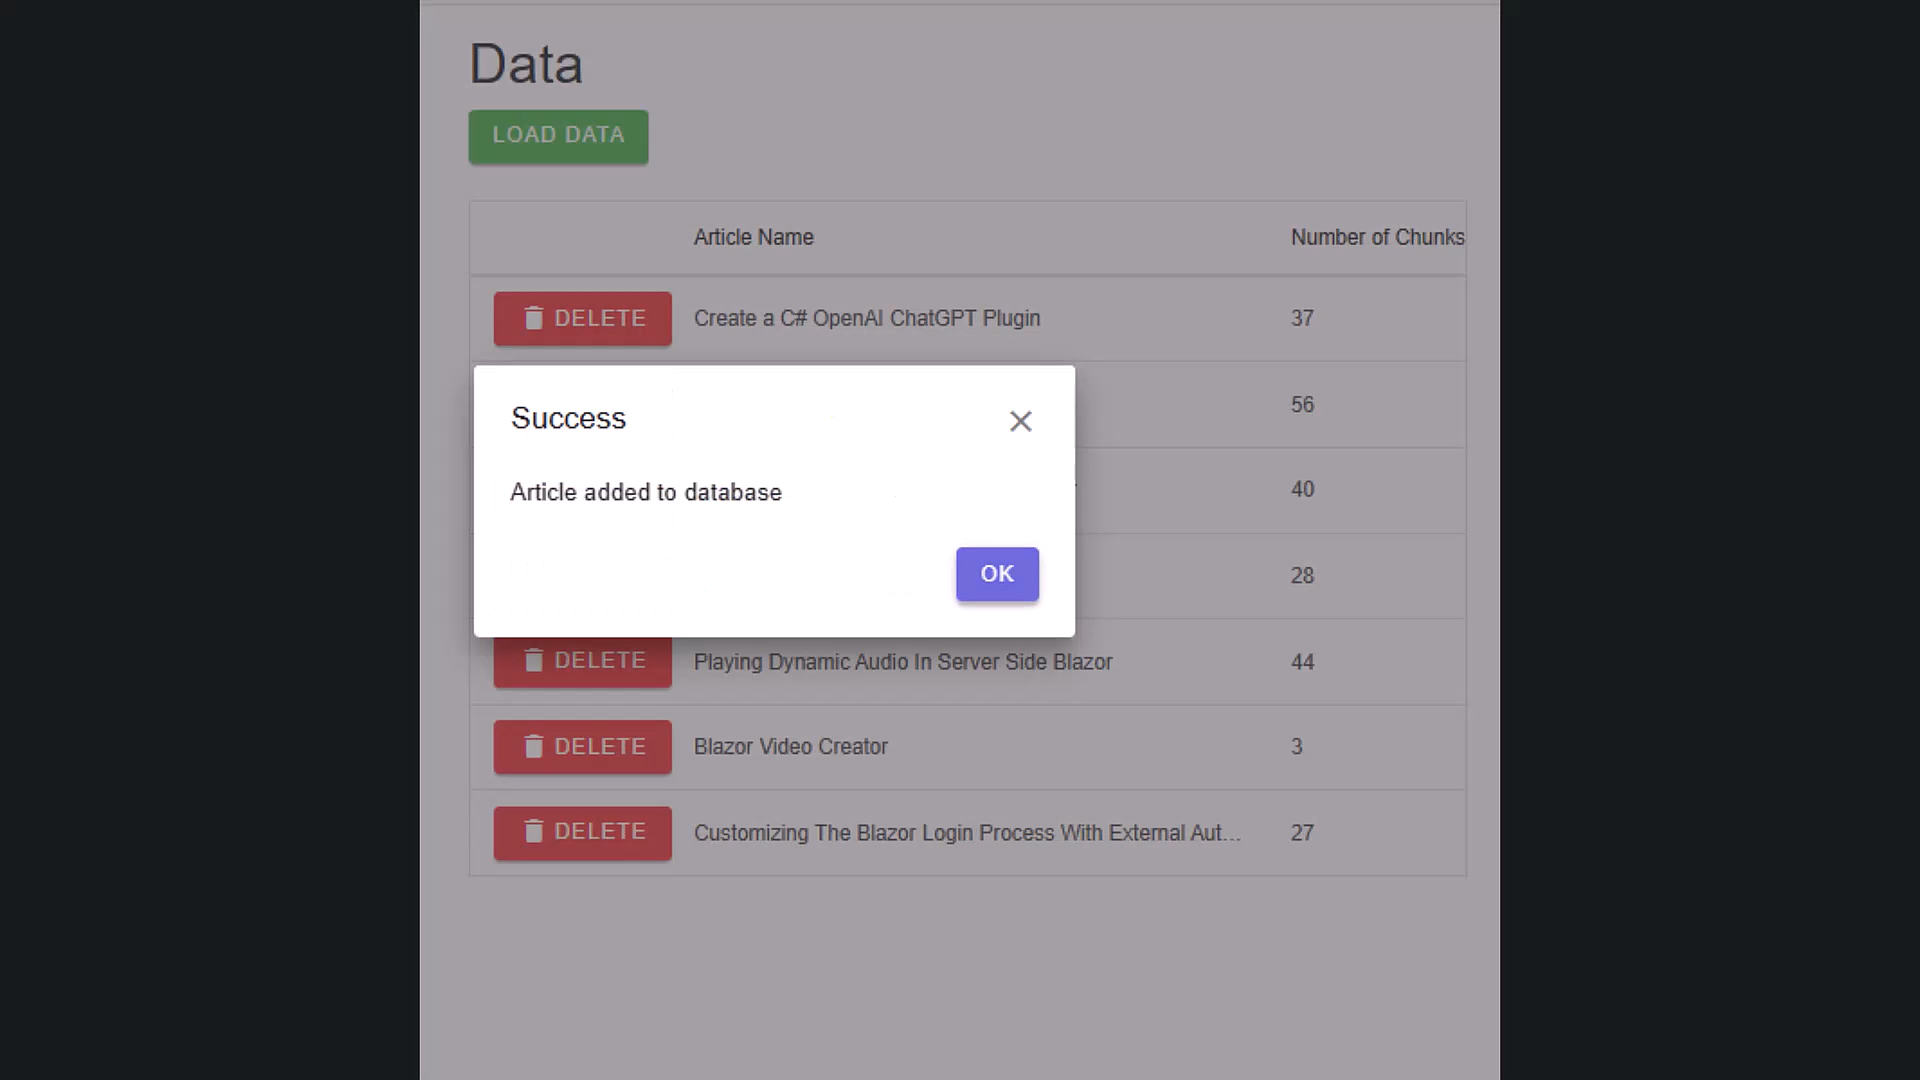 Data
LOAD DATA
Article Name Number of Chunks
DELETE Create a C# OpenAI ChatGPT Plugin 37
56
40
28
Success
Article added to database
OK
DELETE Playing Dynamic Audio In Server Side Blazor 44
DELETE Blazor Video Creator 3
DELETE Customizing The Blazor Login Process With External Aut... 27